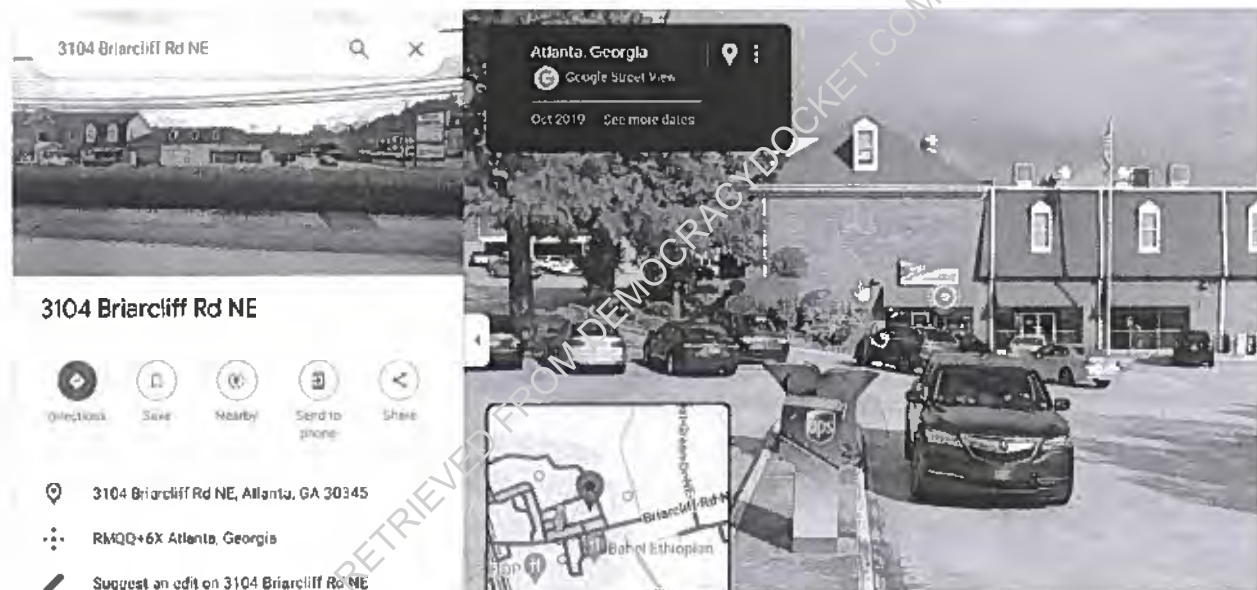 3104 Briarcliff Rd NE
3104 Briarcliff Rd NE
Directions
Save
Nearby
Send to
phone
Share
3104 Briarcliff Rd NE, Atlanta, GA 30345
RMQQ+6X Atlanta, Georgia
Suggest an edit on 3104 Briarcliff Rd NE
Atlanta, Georgia
Google Street View
Oct 2019 See more dates
ups
Briarcliff Rd N
Ethiopian
RETRIEVED FROM DEMOCRACYDOCKET.COM